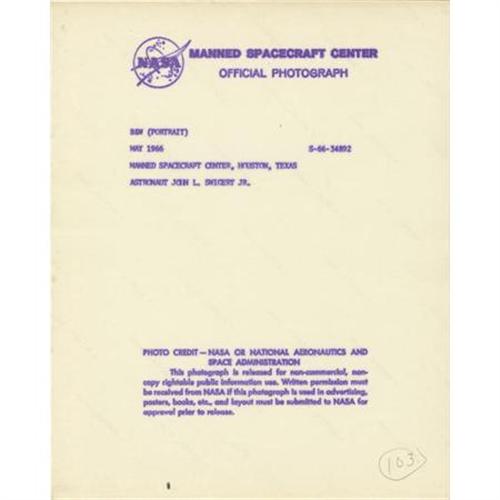 NASA
MANNED SPACECRAFT CENTER
OFFICIAL PHOTOGRAPH
B&W (PORTRAIT)
MAY 1966 S-66-34892
MANNED SPACECRAFT CENTER, HOUSTON, TEXAS
ASTRONAUT JOHN L. SWIGERT JR.
PHOTO CREDIT—NASA OR NATIONAL AERONAUTICS AND
SPACE ADMINISTRATION
This photograph is released for non-commercial, non-
copy rightable public information use. Written permission must
be received from NASA if this photograph is used in advertising,
posters, books, etc., and layout must be submitted to NASA for
approval prior to release.
103